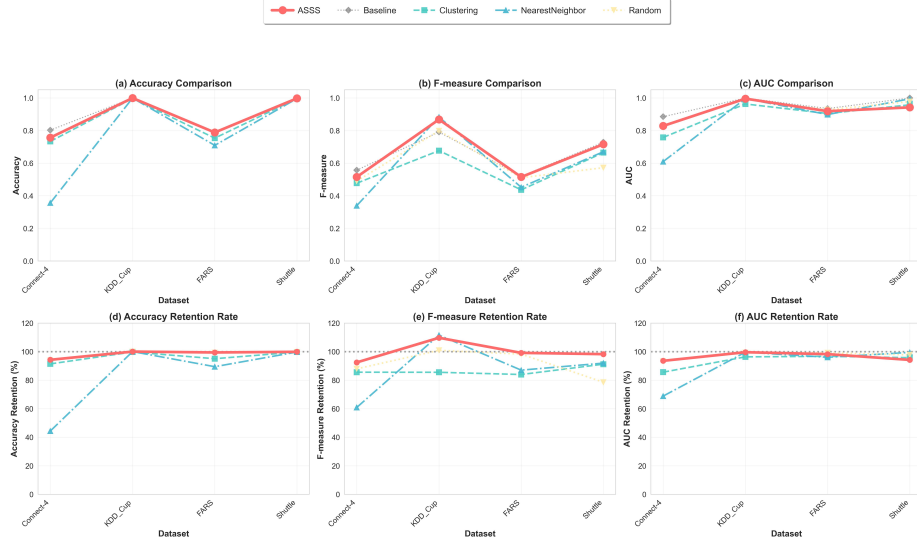 ASSS Baseline Clustering NearestNeighbor Random
(a) Accuracy Comparison
1.0
0.8
0.6
0.4
0.2
0.0
Accuracy
Connect-4 KDD_Cup FARS Shuttle
Dataset
(b) F-measure Comparison
1.0
0.8
0.6
0.4
0.2
0.0
F-measure
Connect-4 KDD_Cup FARS Shuttle
Dataset
(c) AUC Comparison
1.0
0.8
0.6
0.4
0.2
0.0
AUC
Connect-4 KDD_Cup FARS Shuttle
Dataset
(d) Accuracy Retention Rate
120
100
80
60
40
20
0
Accuracy Retention (%)
Connect-4 KDD_Cup FARS Shuttle
Dataset
(e) F-measure Retention Rate
120
100
80
60
40
20
0
F-measure Retention (%)
Connect-4 KDD_Cup FARS Shuttle
Dataset
(f) AUC Retention Rate
120
100
80
60
40
20
0
AUC Retention (%)
Connect-4 KDD_Cup FARS Shuttle
Dataset